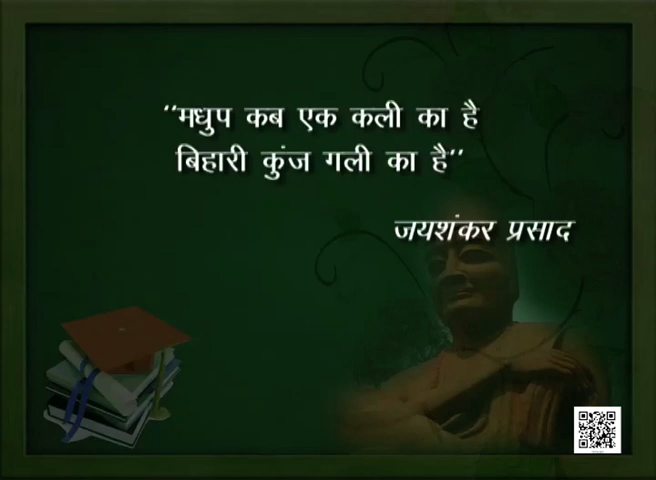 "मधुप कब एक कली का है
बिहारी कुंज गली का है"
जयशंकर प्रसाद